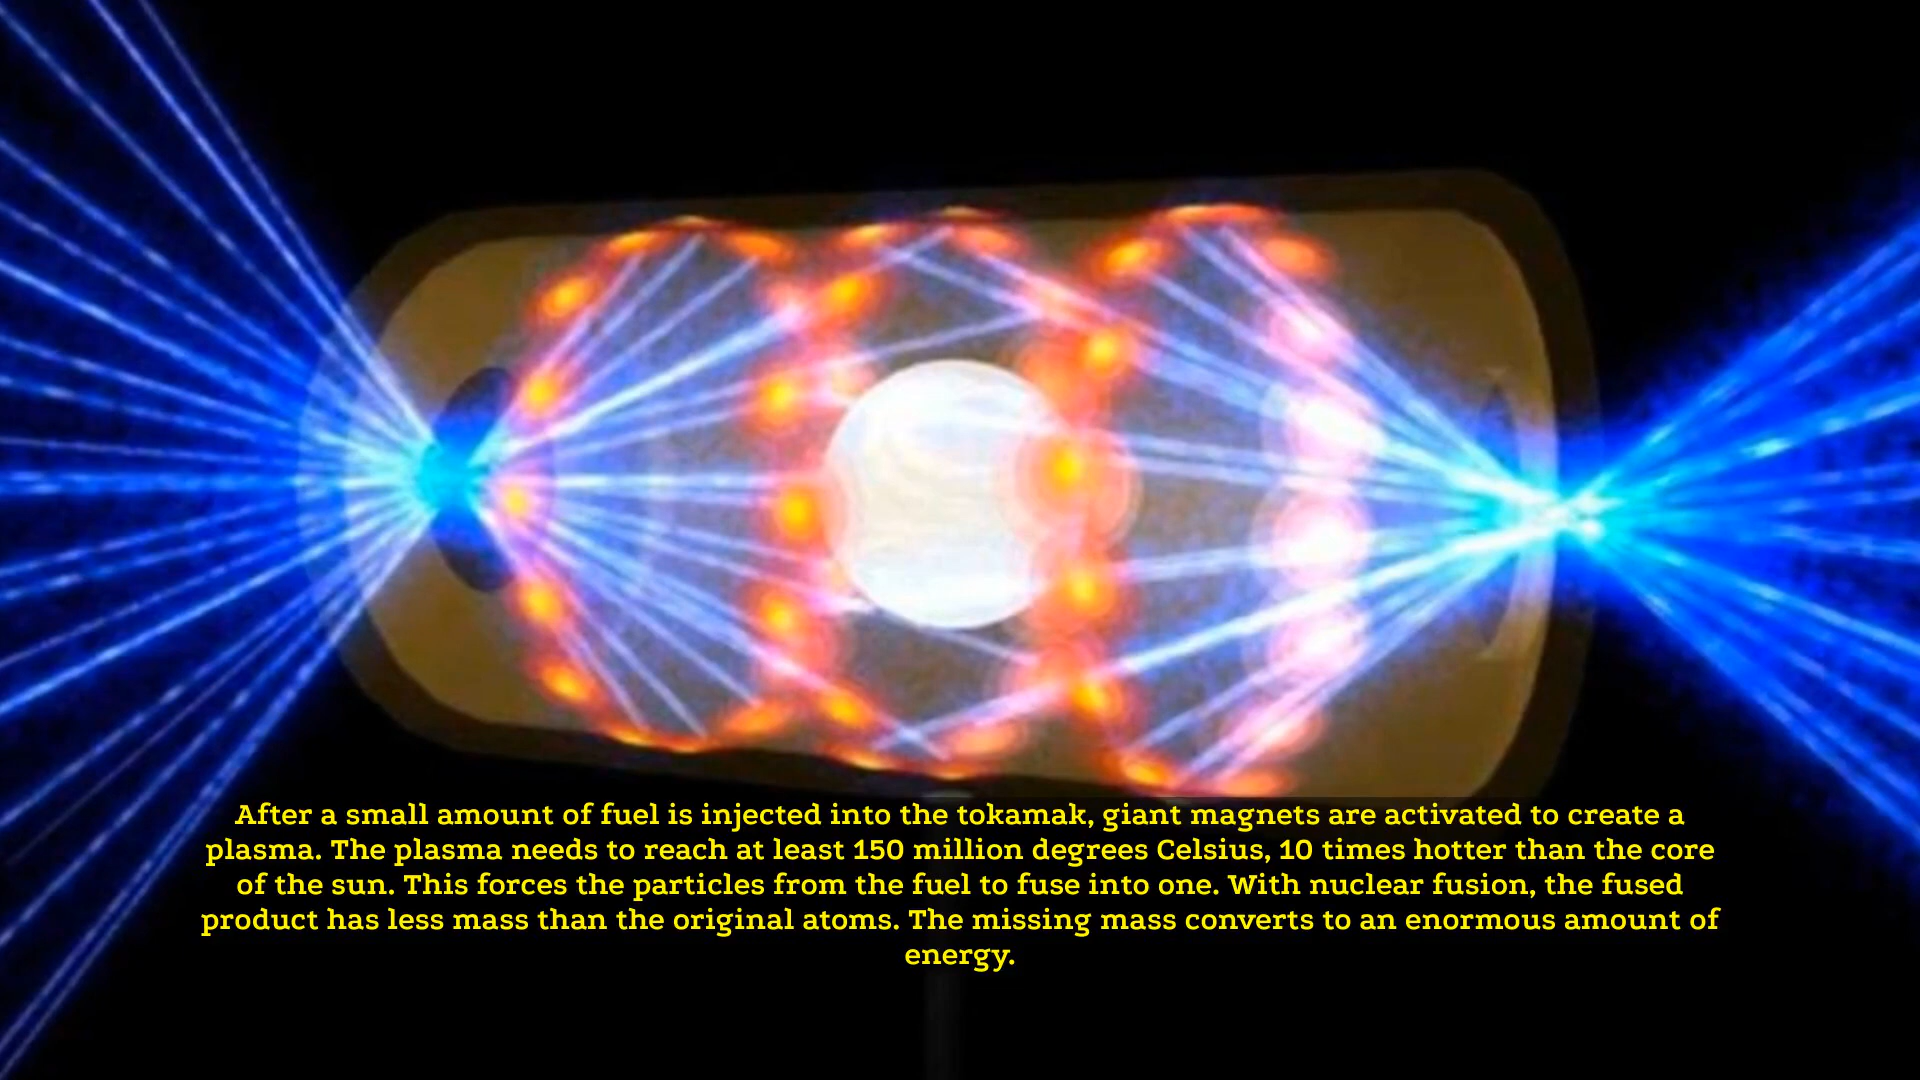 After a small amount of fuel is injected into the tokamak, giant magnets are activated to create a
plasma. The plasma needs to reach at least 150 million degrees Celsius, 10 times hotter than the core
of the sun. This forces the particles from the fuel to fuse into one. With nuclear fusion, the fused
product has less mass than the original atoms. The missing mass converts to an enormous amount of
energy.